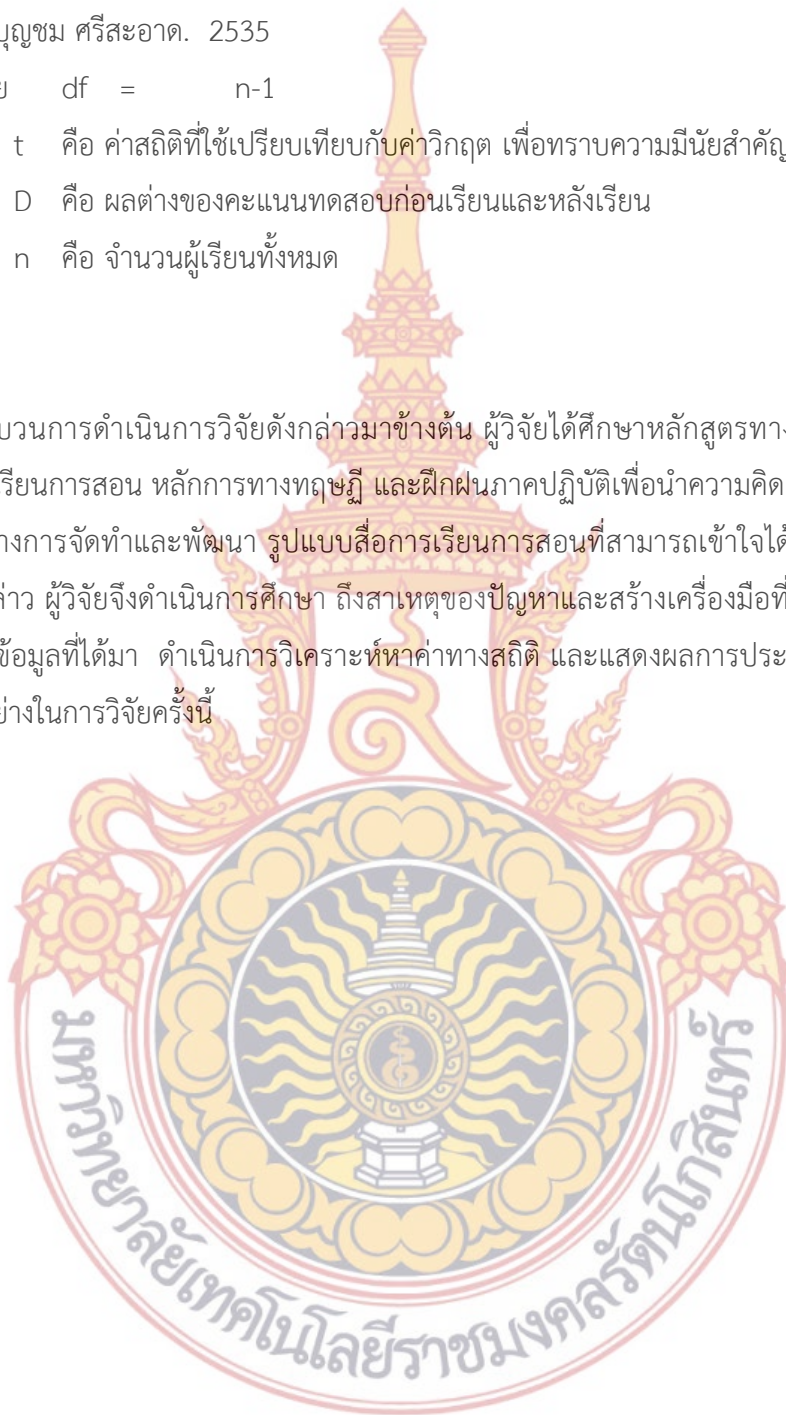 บุญชม ศรีสะอาด. 2535
ย df = n-1
t คือ ค่าสถิติที่ใช้เปรียบเทียบกับค่าวิกฤต เพื่อทราบความมีนัยสำคัญ
D คือ ผลต่างของคะแนนทดสอบก่อนเรียนและหลังเรียน
n คือ จำนวนผู้เรียนทั้งหมด
บวนการดำเนินการวิจัยดังกล่าวมาข้างต้น ผู้วิจัยได้ศึกษาหลักสูตรทาง
รียนการสอน หลักการทางทฤษฏี และฝึกฝนภาคปฏิบัติเพื่อนำความคิด
างการจัดทำและพัฒนา รูปแบบสื่อการเรียนการสอนที่สามารถเข้าใจได้
ล่าว ผู้วิจัยจึงดำเนินการศึกษา ถึงสาเหตุของปัญหาและสร้างเครื่องมือที่
ข้อมูลที่ได้มา ดำเนินการวิเคราะห์หาค่าทางสถิติ และแสดงผลการประ
ย่างในการวิจัยครั้งนี้
มหาวิทยาลัยเทคโนโลยีราชมงคลรัตนโกสินทร์